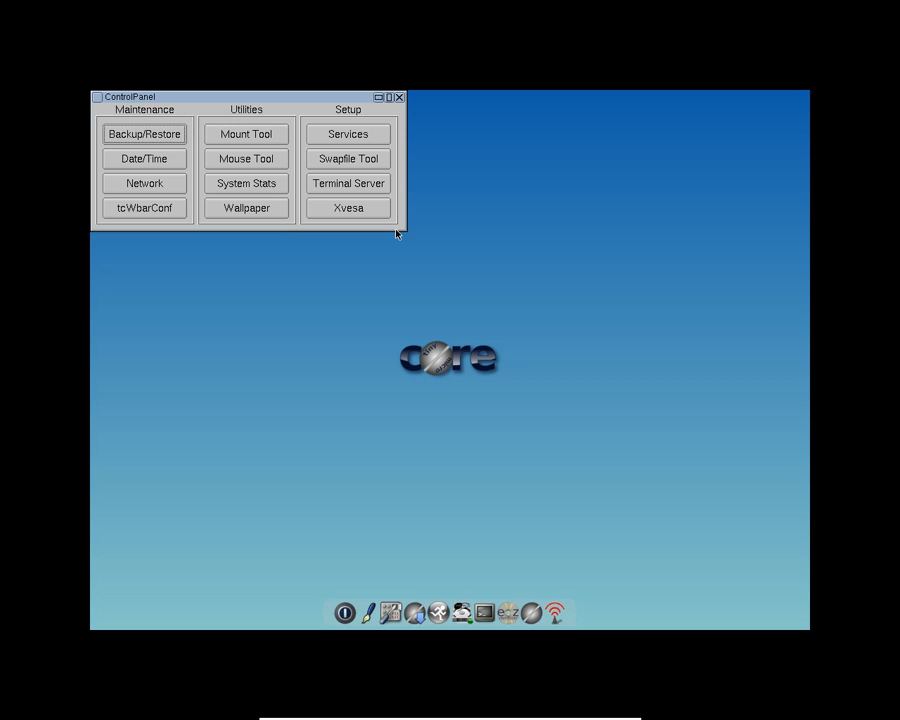 ControlPanel
Maintenance Utilities Setup
Backup/Restore Mount Tool Services
Date/Time Mouse Tool Swapfile Tool
Network System Stats Terminal Server
tcWbarConf Wallpaper Xvesa
core